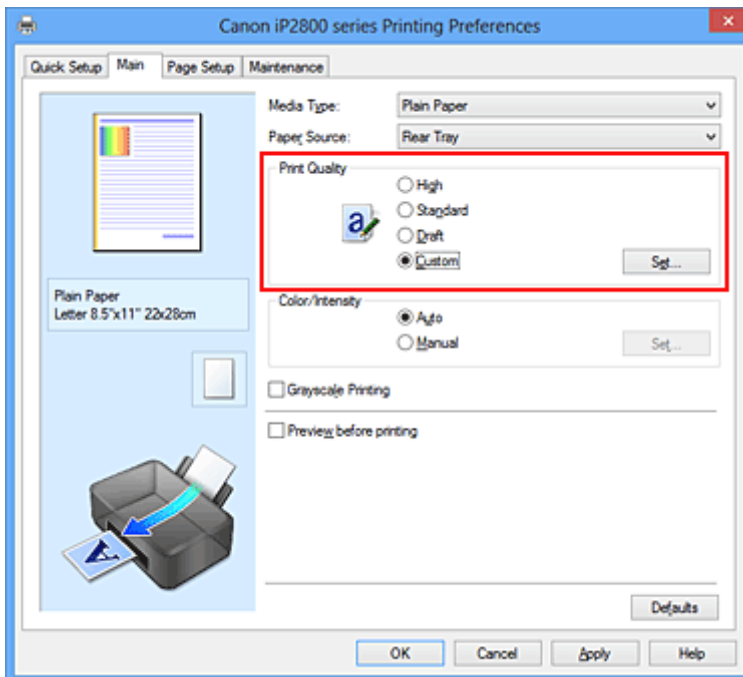 Canon iP2800 series Printing Preferences
Quick Setup Main Page Setup Maintenance
Media Type: Plain Paper
Paper Source: Rear Tray
Print Quality
High
Standard
Draft
Custom Set...
a
Plain Paper
Letter 8.5"x11" 22x28cm
Color/Intensity
Auto
Manual Set...
Grayscale Printing
Preview before printing
A
Defaults
OK Cancel Apply Help